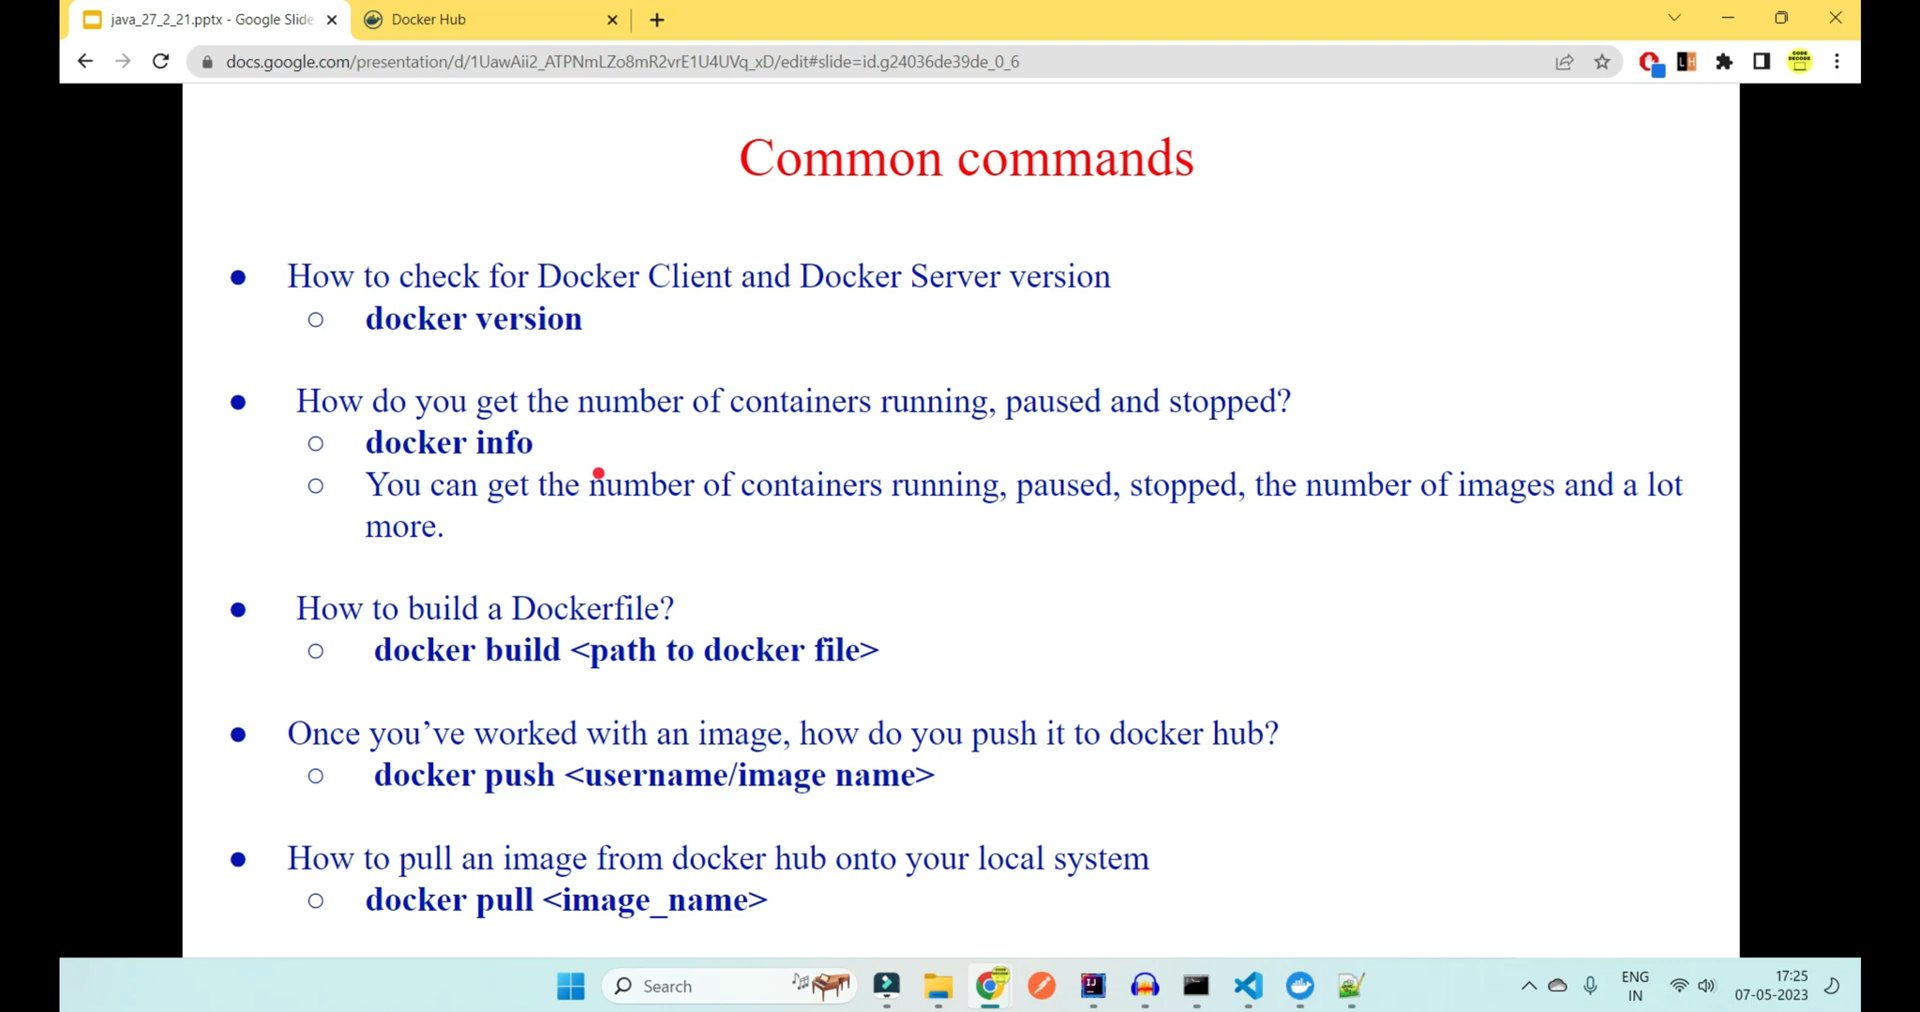 java_27_2_21.pptx - Google Slide
Docker Hub
docs.google.com/presentation/d/1UawAii2_ATPNmLZo8mR2vrE1U4UVq_xD/edit#slide=id.g24036de39de_0_6
Common commands
● How to check for Docker Client and Docker Server version
○ docker version
● How do you get the number of containers running, paused and stopped?
○ docker info
○ You can get the number of containers running, paused, stopped, the number of images and a lot
more.
● How to build a Dockerfile?
○ docker build <path to docker file>
● Once you’ve worked with an image, how do you push it to docker hub?
○ docker push <username/image name>
● How to pull an image from docker hub onto your local system
○ docker pull <image_name>
Search
ENG
IN
17:25
07-05-2023